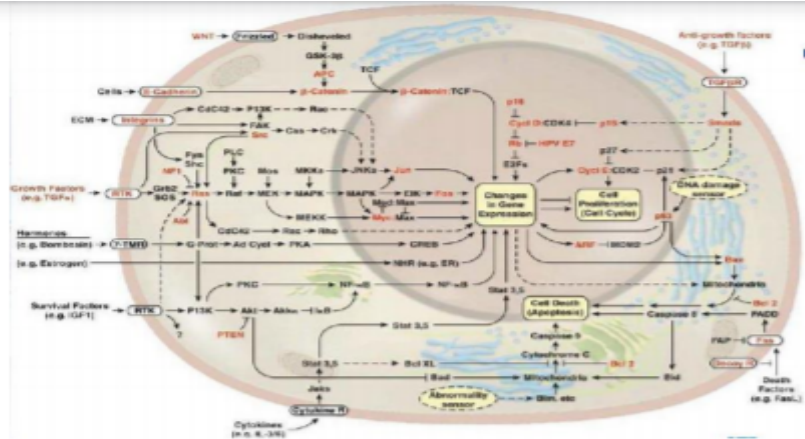 WNT Frizzled Disheveled
GSK-3β
APC TCF
Cells E-Cadherin β-Catenin β-Catenin:TCF
Anti-growth factors
(e.g. TGFβ)
TGFβR
Smads
ECM Integrins CdC42 PI3K Rac
FAK
Src Cas Crk
p16
Cycl D:CDK4 p15
Rb HPV E7
E2Fs
p27
Cycl E:CDK2 p21
DNA damage
sensor
Fyn
Shc
NF1
PLC
PKC Mos MKKs JNKs Jun
Growth Factors
(e.g. TGFα)
RTK Grb2
SOS
Ras Raf MEK MAPK MAPK Elk Fos
Abl
MEKK
Myc:Max
CdC42 Rac Rho
Changes
in Gene
Expression
Cell
Proliferation
(Cell Cycle)
p53
ARF MDM2
Bax
Hormones
(e.g. Bombesin) 7-TMR G-Prot Ad Cycl PKA CREB
(e.g. Estrogen) NHR (e.g. ER)
PKC NF-κB NF-κB
Stat 3,5
Survival Factors
(e.g. IGF1)
RTK PI3K Akt IκB
?
PTEN
Stat 3,5
Stat 3,5 Bcl XL
Jaks
Cytokine R
Cytokines
Cell Death
(Apoptosis)
Caspase 9
Cytochrome C
Bad Mitochondria Bcl 2
Abnormality
sensor
Bim, etc
Mitochondria
Bcl 2
Caspase 8 FADD
FAP Fas
Bid
Decoy R
Death
Factors
(e.g. FasL)